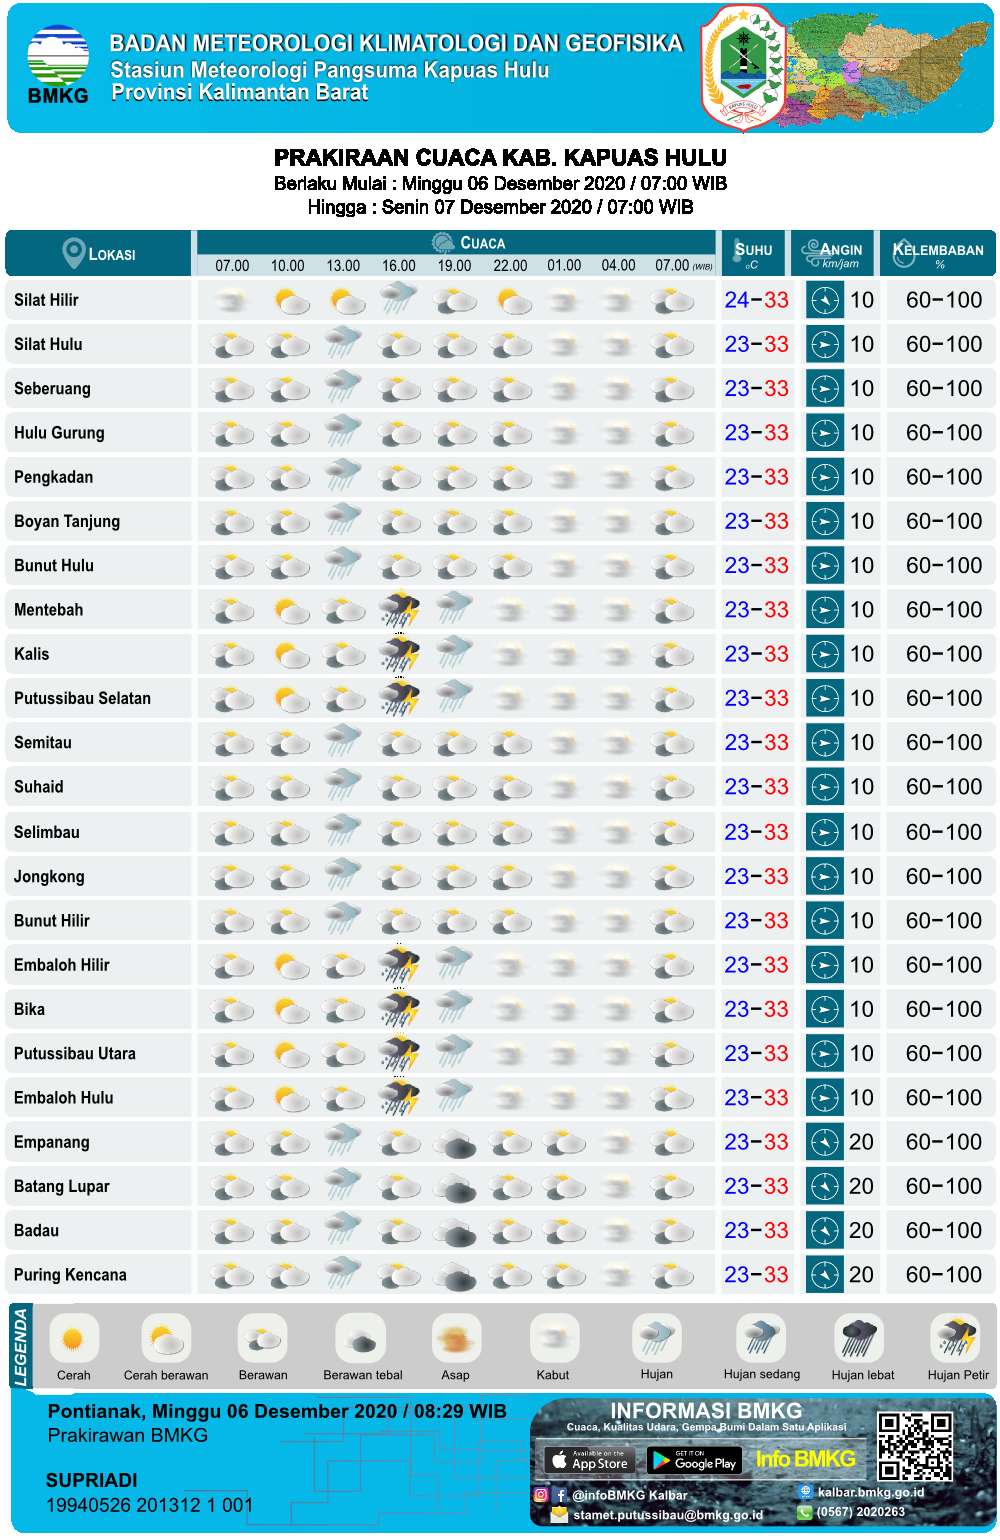 BMKG
BADAN METEOROLOGI KLIMATOLOGI DAN GEOFISIKA
Stasiun Meteorologi Pangsuma Kapuas Hulu
Provinsi Kalimantan Barat
KAPUAS HULU
PRAKIRAAN CUACA KAB. KAPUAS HULU
Berlaku Mulai : Minggu 06 Desember 2020 / 07:00 WIB
Hingga : Senin 07 Desember 2020 / 07:00 WIB
LOKASI CUACA SUHU °C ANGIN km/jam KELEMBABAN %
07.00 10.00 13.00 16.00 19.00 22.00 01.00 04.00 07.00 (WIB)
Silat Hilir 24-33 10 60-100
Silat Hulu 23-33 10 60-100
Seberuang 23-33 10 60-100
Hulu Gurung 23-33 10 60-100
Pengkadan 23-33 10 60-100
Boyan Tanjung 23-33 10 60-100
Bunut Hulu 23-33 10 60-100
Mentebah 23-33 10 60-100
Kalis 23-33 10 60-100
Putussibau Selatan 23-33 10 60-100
Semitau 23-33 10 60-100
Suhaid 23-33 10 60-100
Selimbau 23-33 10 60-100
Jongkong 23-33 10 60-100
Bunut Hilir 23-33 10 60-100
Embaloh Hilir 23-33 10 60-100
Bika 23-33 10 60-100
Putussibau Utara 23-33 10 60-100
Embaloh Hulu 23-33 10 60-100
Empanang 23-33 20 60-100
Batang Lupar 23-33 20 60-100
Badau 23-33 20 60-100
Puring Kencana 23-33 20 60-100
LEGENDA
Cerah Cerah berawan Berawan Berawan tebal Asap Kabut Hujan Hujan sedang Hujan lebat Hujan Petir
Pontianak, Minggu 06 Desember 2020 / 08:29 WIB
Prakirawan BMKG
SUPRIADI
19940526 201312 1 001
INFORMASI BMKG
Cuaca, Kualitas Udara, Gempa Bumi Dalam Satu Aplikasi
Available on the App Store
GET IT ON Google Play
Info BMKG
@infoBMKG Kalbar
kalbar.bmkg.go.id
stamet.putussibau@bmkg.go.id
(0567) 2020263